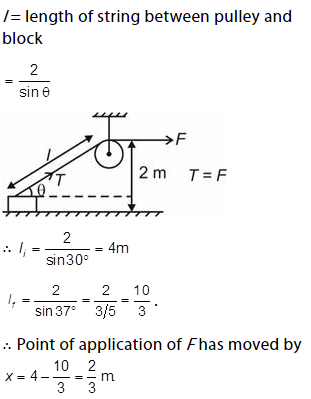 l = length of string between pulley and
block
= 2 / sin θ
l
F
T
θ
2 m T = F
∴ lᵢ = 2 / sin30° = 4m
l_f = 2 / sin 37° = 2 / 3/5 = 10 / 3 .
∴ Point of application of F has moved by
x = 4 – 10 / 3 = 2 / 3 m